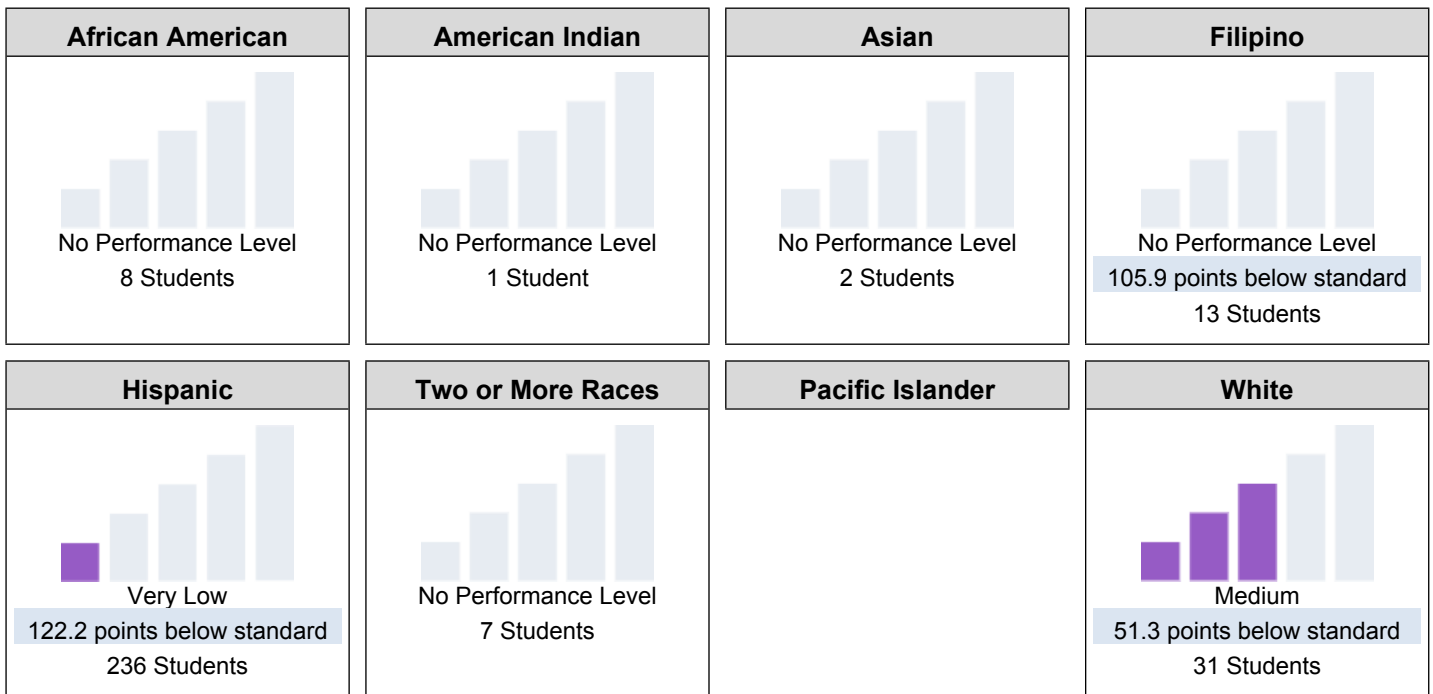 African American
No Performance Level
8 Students
American Indian
No Performance Level
1 Student
Asian
No Performance Level
2 Students
Filipino
No Performance Level
105.9 points below standard
13 Students
Hispanic
Very Low
122.2 points below standard
236 Students
Two or More Races
No Performance Level
7 Students
Pacific Islander
White
Medium
51.3 points below standard
31 Students